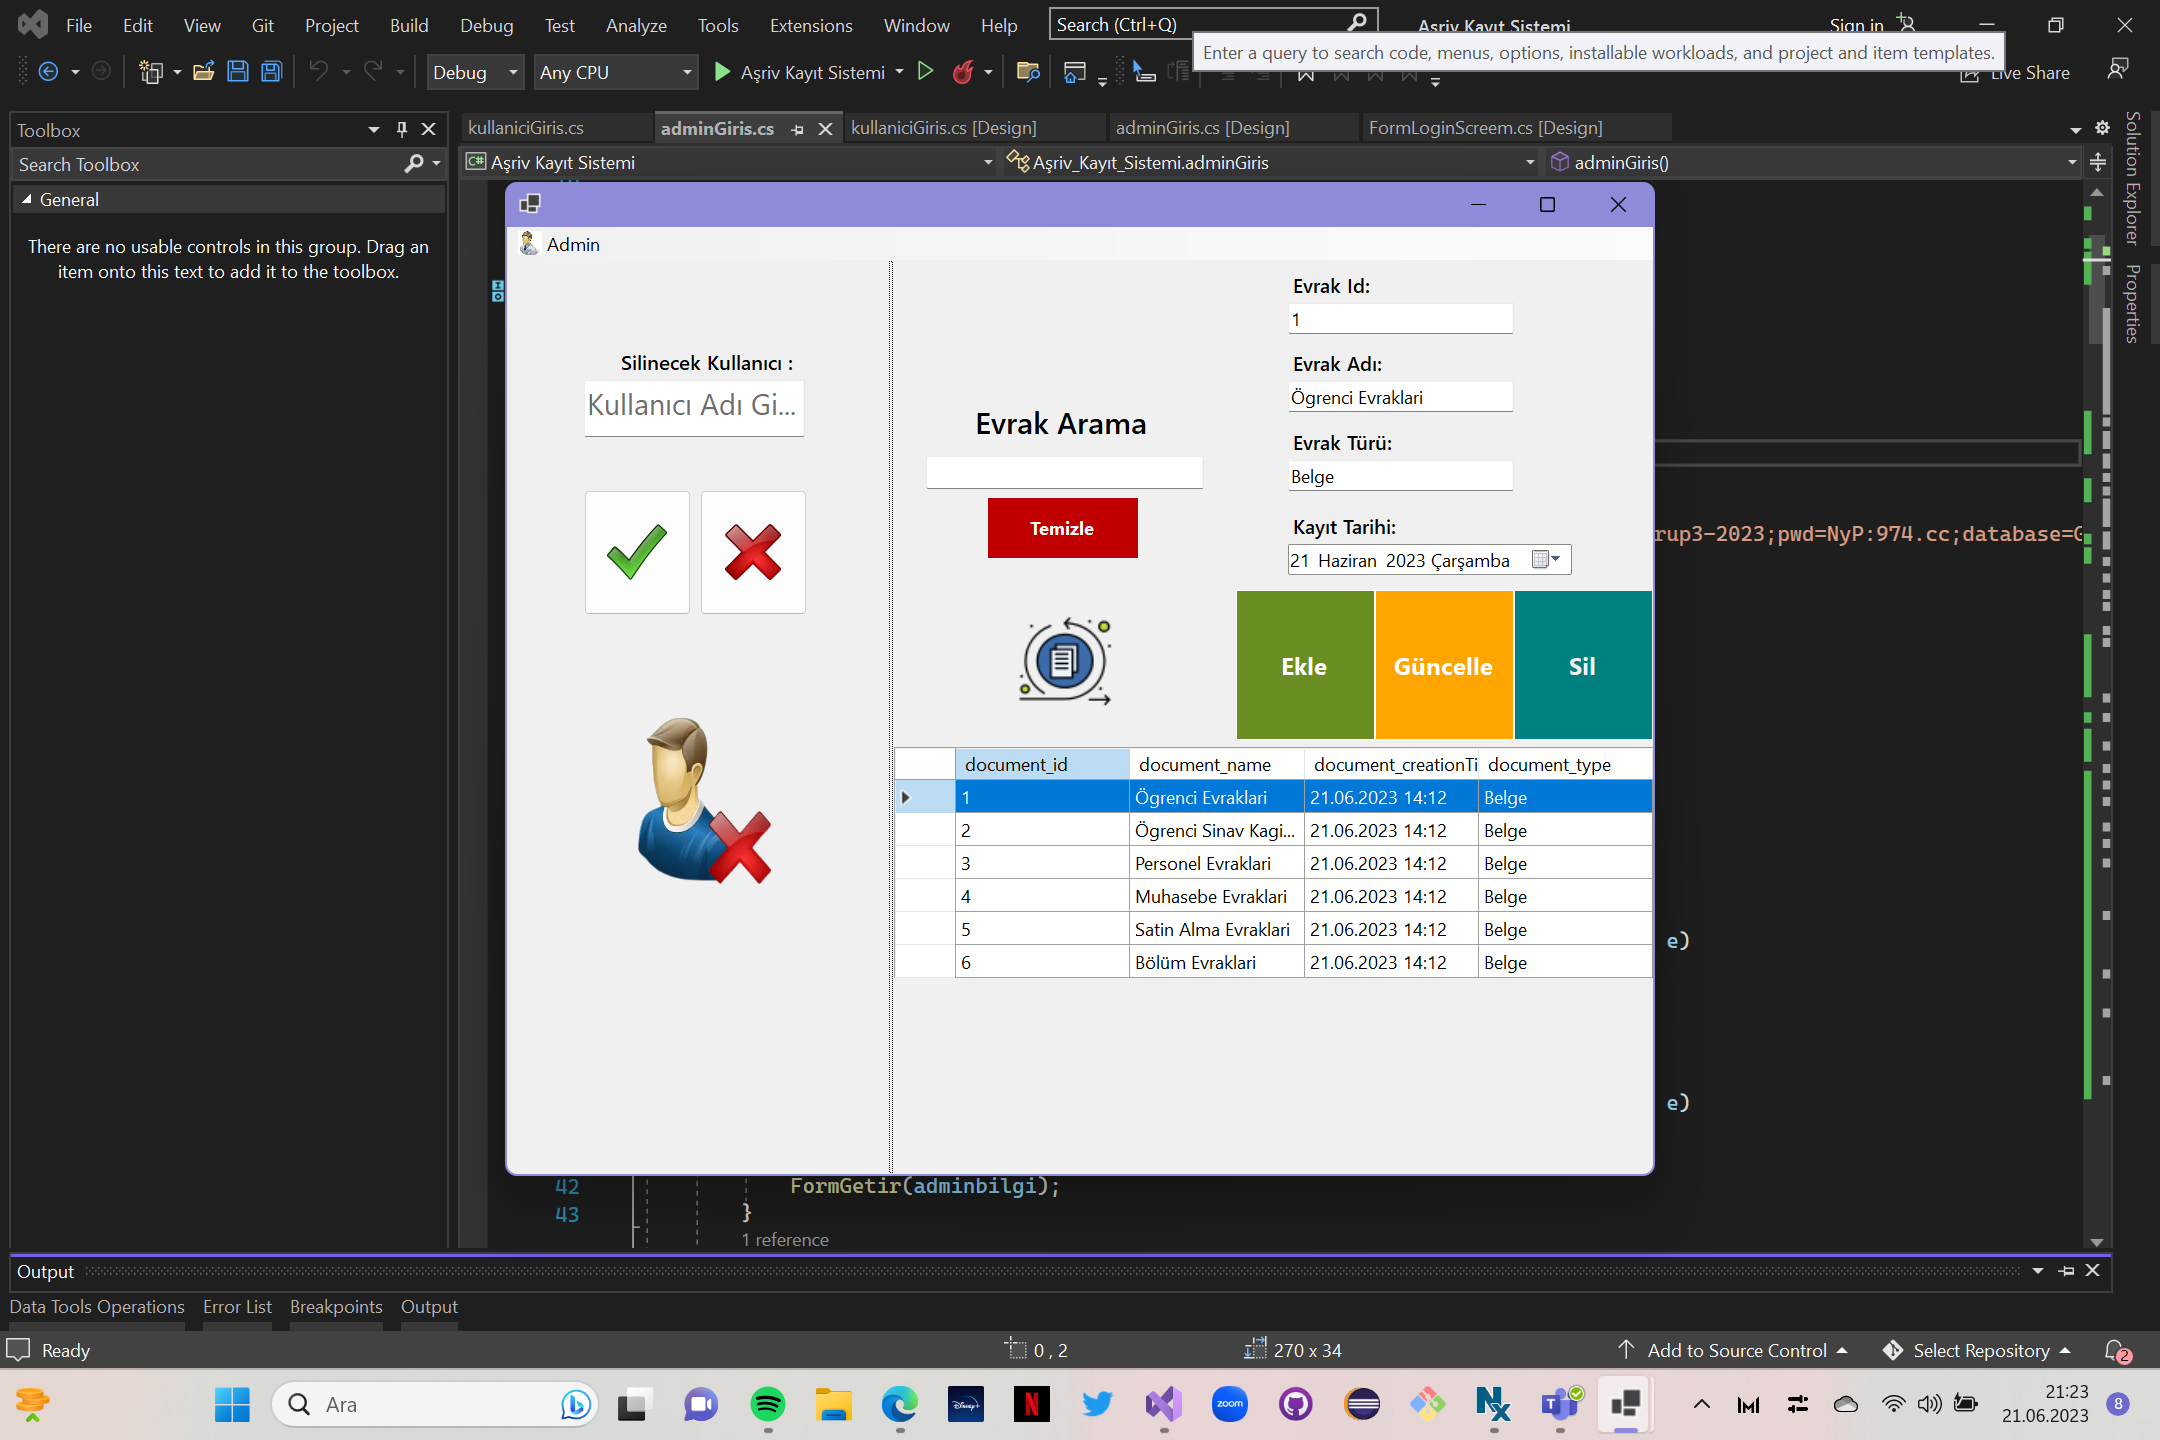 File Edit View Git Project Build Debug Test Analyze Tools Extensions Window Help Search (Ctrl+Q) Aşriv Kayıt Sistemi Sign in
Enter a query to search code, menus, options, installable workloads, and project and item templates.
Debug Any CPU Aşriv Kayıt Sistemi Live Share
Toolbox
Search Toolbox
General
There are no usable controls in this group. Drag an
item onto this text to add it to the toolbox.
kullaniciGiris.cs adminGiris.cs kullaniciGiris.cs [Design] adminGiris.cs [Design] FormLoginScreem.cs [Design]
C# Aşriv Kayıt Sistemi Aşriv_Kayıt_Sistemi.adminGiris adminGiris()
Solution Explorer
Properties
Admin
Silinecek Kullanıcı :
Kullanıcı Adı Gi...
Evrak Arama
Temizle
Evrak Id:
1
Evrak Adı:
Ögrenci Evraklari
Evrak Türü:
Belge
Kayıt Tarihi:
21 Haziran 2023 Çarşamba
Ekle Güncelle Sil
document_id document_name document_creationTi document_type
1 Ögrenci Evraklari 21.06.2023 14:12 Belge
2 Ögrenci Sinav Kagi... 21.06.2023 14:12 Belge
3 Personel Evraklari 21.06.2023 14:12 Belge
4 Muhasebe Evraklari 21.06.2023 14:12 Belge
5 Satin Alma Evraklari 21.06.2023 14:12 Belge
6 Bölüm Evraklari 21.06.2023 14:12 Belge
rup3-2023;pwd=NyP:974.cc;database=G
e)
e)
42 FormGetir(adminbilgi);
43 }
1 reference
Output
Data Tools Operations Error List Breakpoints Output
Ready 0 , 2 270 x 34 Add to Source Control Select Repository 2
Ara Disney+ N zoom 21:23
21.06.2023 8